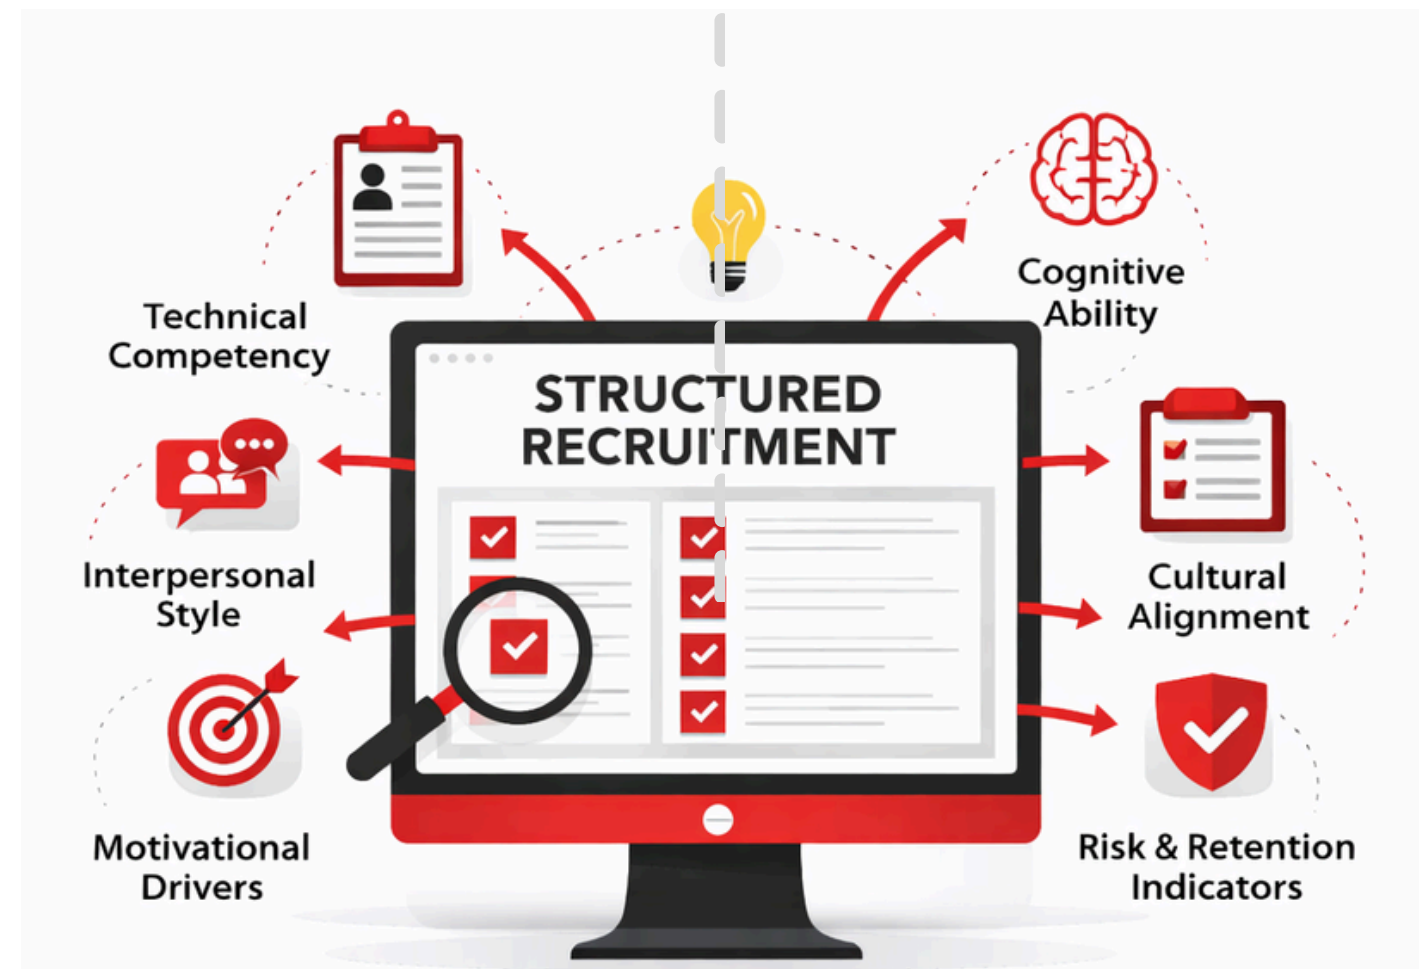 Technical
Competency
Cognitive
Ability
STRUCTURED
RECRUITMENT
Interpersonal
Style
Cultural
Alignment
Motivational
Drivers
Risk & Retention
Indicators